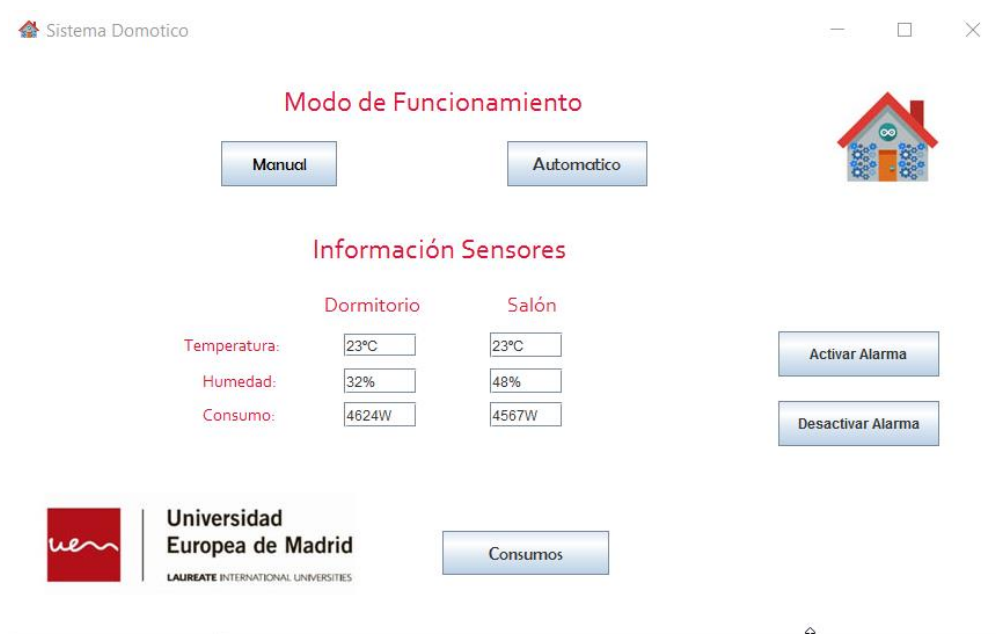 Sistema Domotico
Modo de Funcionamiento
Manual Automatico
Información Sensores
Dormitorio Salón
Temperatura: 23ºC 23ºC
Activar Alarma
Humedad: 32% 48%
Consumo: 4624W 4567W
Desactivar Alarma
uem
Universidad
Europea de Madrid
LAUREATE INTERNATIONAL UNIVERSITIES
Consumos